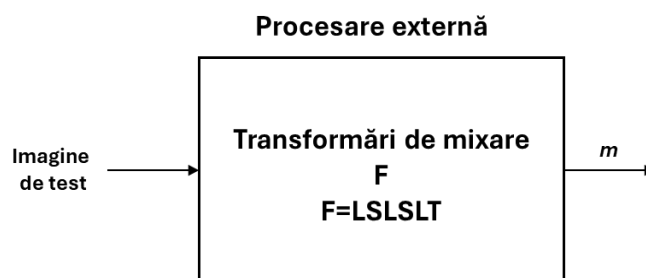 Procesare externă
Imagine
de test
Transformări de mixare
F
F=LSLSLT
m